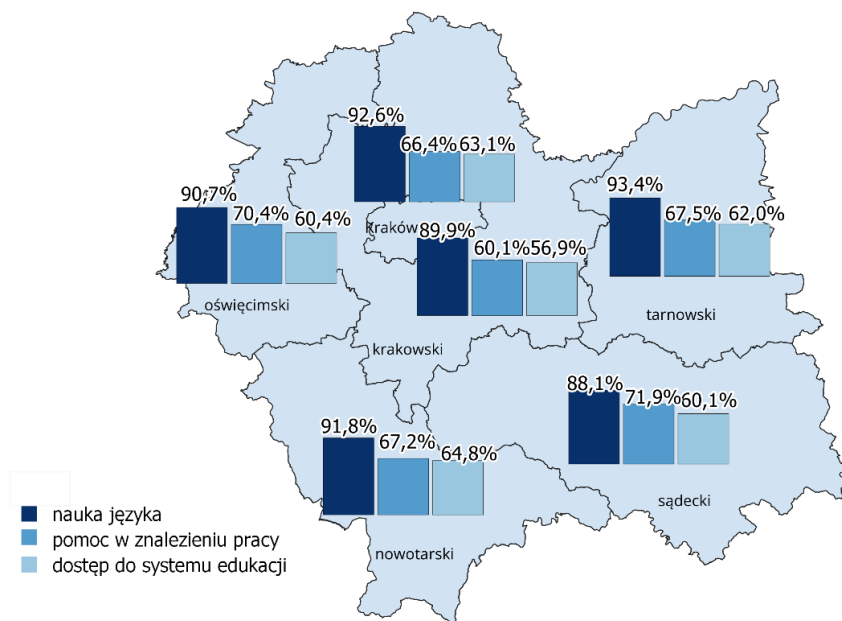 92,6%
66,4% 63,1%
Kraków
90,7%
70,4% 60,4%
oświęcimski
89,9%
60,1% 56,9%
krakowski
93,4%
67,5% 62,0%
tarnowski
88,1%
71,9% 60,1%
sądecki
91,8%
67,2% 64,8%
nowotarski
nauka języka
pomoc w znalezieniu pracy
dostęp do systemu edukacji